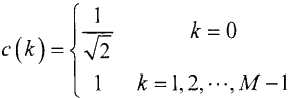 c(k) = { 1/√2    k = 0
1    k = 1, 2, ⋯, M − 1